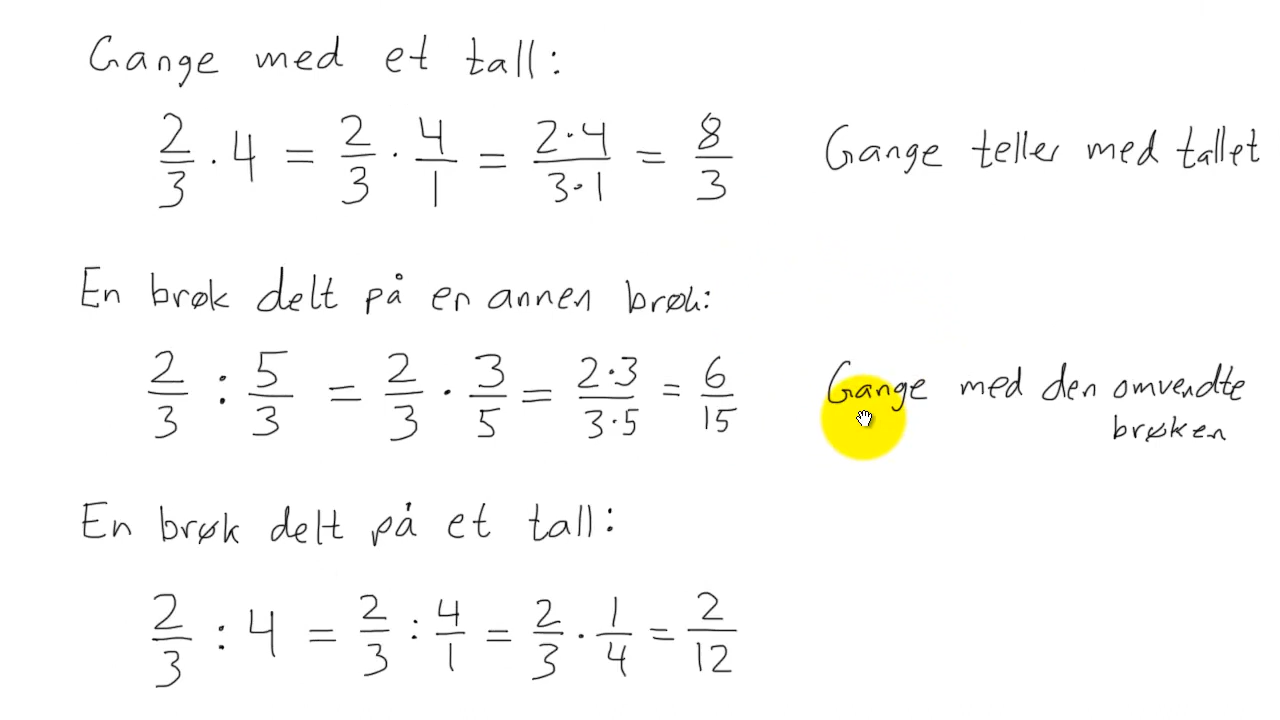 Gange med et tall:
2/3 · 4 = 2/3 · 4/1 = 2·4/3·1 = 8/3 Gange teller med tallet
En brøk delt på en annen brøk:
2/3 : 5/3 = 2/3 · 3/5 = 2·3/3·5 = 6/15 Gange med den omvendte
brøken
En brøk delt på et tall:
2/3 : 4 = 2/3 : 4/1 = 2/3 · 1/4 = 2/12